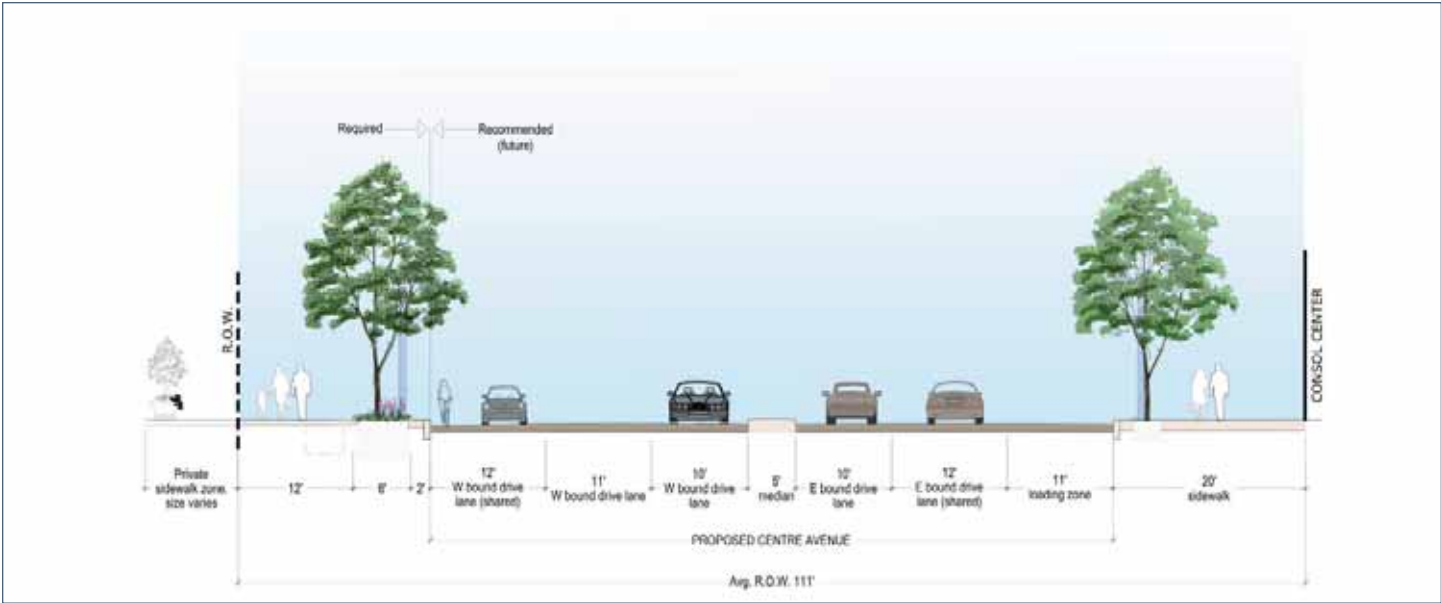 Required
Recommended
(future)
R.O.W.
CONSOL CENTER
Private
sidewalk zone,
size varies
12'
6'
2'
12'
W bound drive
lane (shared)
11'
W bound drive lane
10'
W bound drive
lane
5'
median
10'
E bound drive
lane
12'
E bound drive
lane (shared)
11'
loading zone
20'
sidewalk
PROPOSED CENTRE AVENUE
Avg. R.O.W. 111'